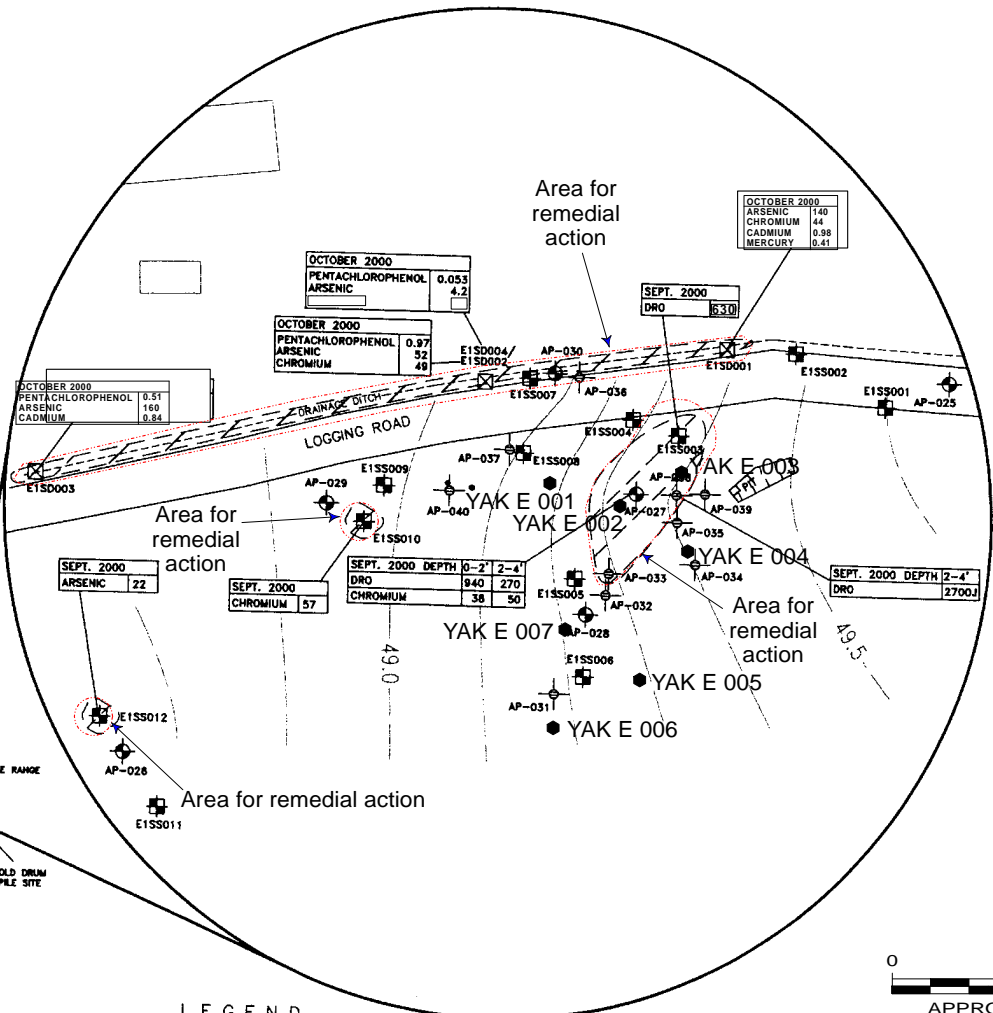 Area for
remedial
action
OCTOBER 2000
ARSENIC 140
CHROMIUM 44
CADMIUM 0.98
MERCURY 0.41
OCTOBER 2000
PENTACHLOROPHENOL 0.053
ARSENIC 4.2
SEPT. 2000
DRO 630
OCTOBER 2000
PENTACHLOROPHENOL 0.97
ARSENIC 52
CHROMIUM 49
E1SD004
E1SD002
AP-030
E1SD001
E1SS002
E1SS007
AP-036
E1SS001
AP-025
OCTOBER 2000
PENTACHLOROPHENOL 0.51
ARSENIC 160
CADMIUM 0.84
DRAINAGE DITCH
LOGGING ROAD
E1SS004
E1SS003
AP-037
E1SS008
E1SD003
E1SS009
AP-029
AP-040
YAK E 001
YAK E 003
PIT
YAK E 002
AP-027
AP-039
Area for
remedial
action
E1SS010
AP-035
YAK E 004
AP-034
SEPT. 2000
ARSENIC 22
SEPT. 2000
CHROMIUM 57
SEPT. 2000 DEPTH 0-2' 2-4'
DRO 940 270
CHROMIUM 38 50
AP-033
E1SS005
AP-032
SEPT. 2000 DEPTH 2-4'
DRO 2700J
Area for
remedial
action
YAK E 007
AP-028
49.0
49.5
E1SS006
YAK E 005
AP-031
YAK E 006
E1SS012
AP-026
E RANGE
Area for remedial action
E1SS011
OLD DRUM
PILE SITE
LEGEND
0
APPRO